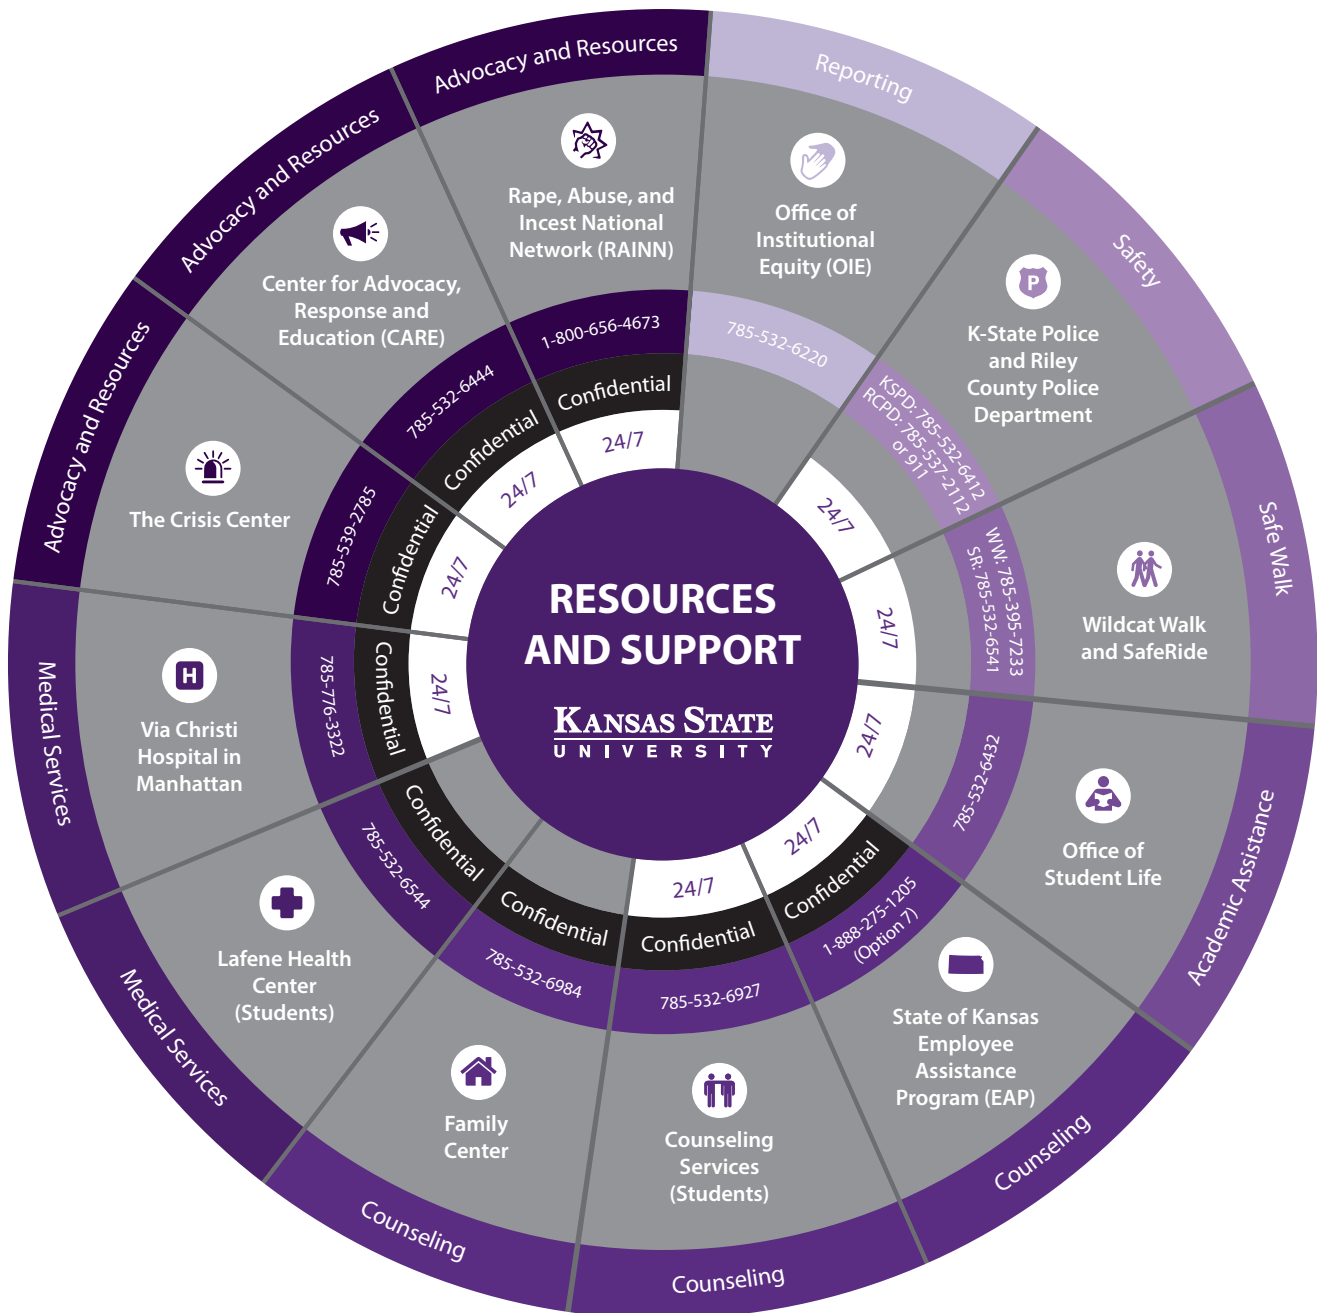 RESOURCES
AND SUPPORT
KANSAS STATE
UNIVERSITY
Reporting
Office of
Institutional
Equity (OIE)
785-532-6220
Safety
P
K-State Police
and Riley
County Police
Department
KSPD: 785-532-6412
RCPD: 785-537-2112
or 911
24/7
Safe Walk
Wildcat Walk
and SafeRide
WW: 785-395-7233
SR: 785-532-6541
24/7
Academic Assistance
Office of
Student Life
785-532-6432
24/7
Counseling
State of Kansas
Employee
Assistance
Program (EAP)
1-888-275-1205
(Option 7)
Confidential
24/7
Counseling
Counseling
Services
(Students)
785-532-6927
Confidential
24/7
Counseling
Family
Center
785-532-6984
Confidential
Medical Services
Lafene Health
Center
(Students)
785-532-6544
Confidential
Medical Services
H
Via Christi
Hospital in
Manhattan
785-776-3322
Confidential
24/7
Advocacy and Resources
The Crisis Center
785-539-2785
Confidential
24/7
Advocacy and Resources
Center for Advocacy,
Response and
Education (CARE)
785-532-6444
Confidential
24/7
Advocacy and Resources
Rape, Abuse, and
Incest National
Network (RAINN)
1-800-656-4673
Confidential
24/7